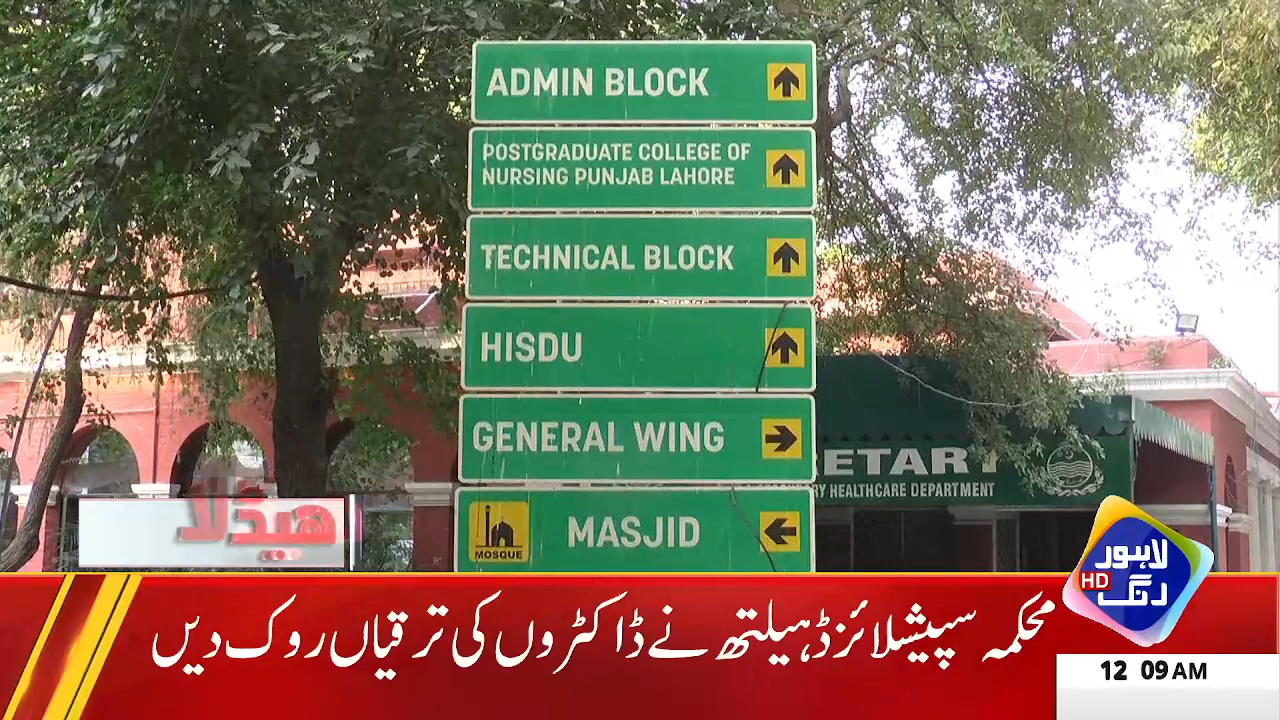 ADMIN BLOCK
POSTGRADUATE COLLEGE OF
NURSING PUNJAB LAHORE
TECHNICAL BLOCK
HISDU
GENERAL WING
MOSQUE
MASJID
ETARY
HEALTHCARE DEPARTMENT
ہیڈلا
لاہور
رنگ
HD
محکمہ سپیشلائزڈ ہیلتھ نے ڈاکٹروں کی ترقیاں روک دیں
12 09 AM